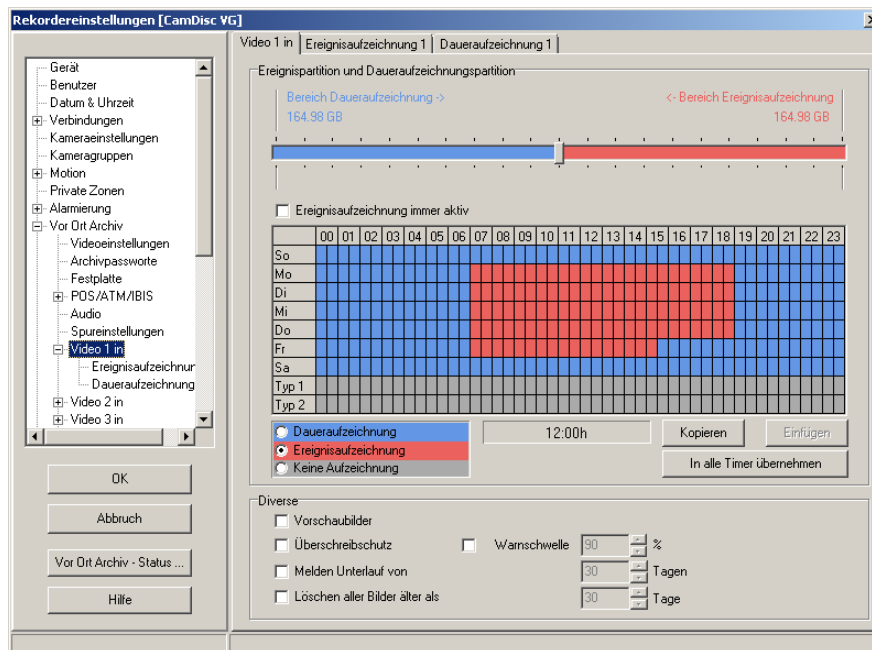 Rekordereinstellungen [CamDisc VG]
Gerät
Benutzer
Datum & Uhrzeit
Verbindungen
Kameraeinstellungen
Kameragruppen
Motion
Private Zonen
Alarmierung
Vor Ort Archiv
Videoeinstellungen
Archivpassworte
Festplatte
POS/ATM/IBIS
Audio
Spureinstellungen
Video 1 in
Ereignisaufzeichnur
Daueraufzeichnung
Video 2 in
Video 3 in
OK
Abbruch
Vor Ort Archiv - Status ...
Hilfe
Video 1 in Ereignisaufzeichnung 1 Daueraufzeichnung 1
Ereignispartition und Daueraufzeichnungspartition
Bereich Daueraufzeichnung -> <- Bereich Ereignisaufzeichnung
164.98 GB 164.98 GB
Ereignisaufzeichnung immer aktiv
00 01 02 03 04 05 06 07 08 09 10 11 12 13 14 15 16 17 18 19 20 21 22 23
So
Mo
Di
Mi
Do
Fr
Sa
Typ 1
Typ 2
Daueraufzeichnung 12:00h Kopieren Einfügen
Ereignisaufzeichnung
Keine Aufzeichnung In alle Timer übernehmen
Diverse
Vorschaubilder
Überschreibschutz Warnschwelle 90 %
Melden Unterlauf von 30 Tagen
Löschen aller Bilder älter als 30 Tage